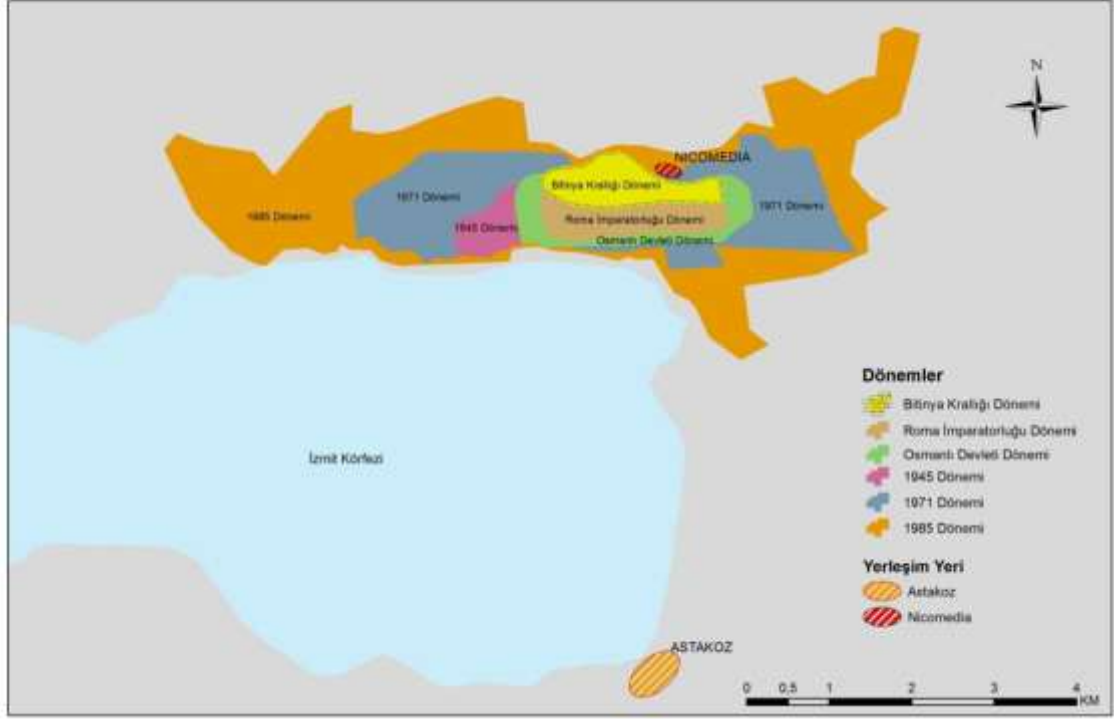 N
NICOMEDIA
Bitinya Krallığı Dönemi
1971 Dönemi
1985 Dönemi
1945 Dönemi
Roma İmparatorluğu Dönemi
1971 Dönemi
Osmanlı Devleti Dönemi
İzmit Körfezi
ASTAKOZ
Dönemler
Bitinya Krallığı Dönemi
Roma İmparatorluğu Dönemi
Osmanlı Devleti Dönemi
1945 Dönemi
1971 Dönemi
1985 Dönemi
Yerleşim Yeri
Astakoz
Nicomedia
0 0,5 1 2 3 4
KM